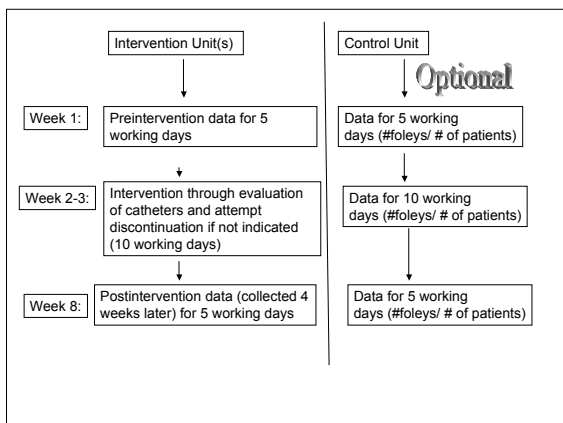 Intervention Unit(s)
Control Unit
Optional
Week 1:
Preintervention data for 5
working days
Data for 5 working
days (#foleys/ # of patients)
Week 2-3:
Intervention through evaluation
of catheters and attempt
discontinuation if not indicated
(10 working days)
Data for 10 working
days (#foleys/ # of patients)
Week 8:
Postintervention data (collected 4
weeks later) for 5 working days
Data for 5 working
days (#foleys/ # of patients)